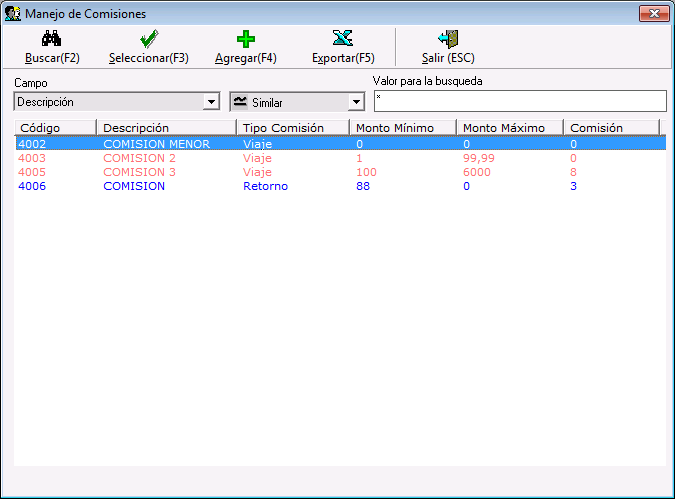 Manejo de Comisiones
Buscar(F2) Seleccionar(F3) Agregar(F4) Exportar(F5) Salir (ESC)
Campo Valor para la busqueda
Descripción Similar *
Código Descripción Tipo Comisión Monto Mínimo Monto Máximo Comisión
4002 COMISION MENOR Viaje 0 0 0
4003 COMISION 2 Viaje 1 99,99 0
4005 COMISION 3 Viaje 100 6000 8
4006 COMISION Retorno 88 0 3